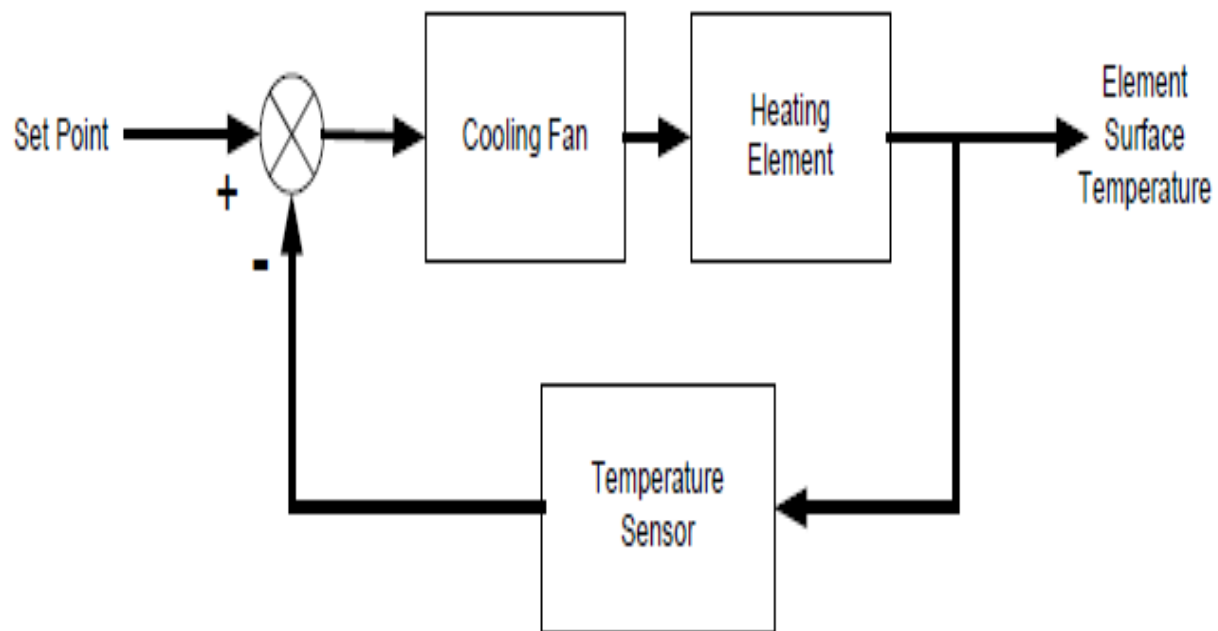 Set Point
+
-
Cooling Fan
Heating
Element
Element
Surface
Temperature
Temperature
Sensor